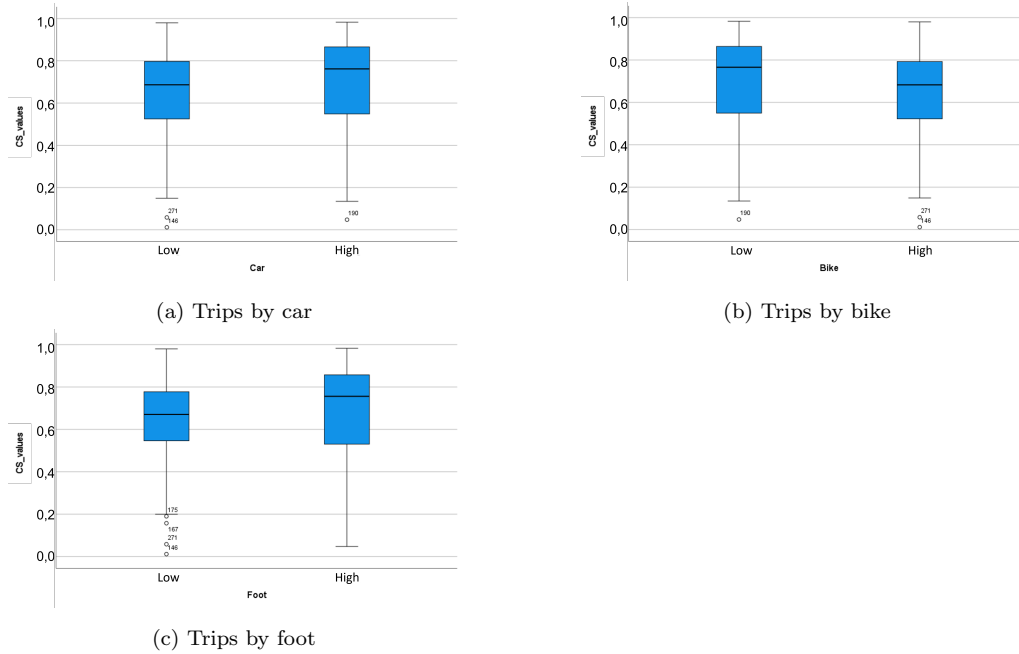 1,0
0,8
0,6
0,4
0,2
0,0
CS_values
271
146
190
Low
High
Car
(a) Trips by car
1,0
0,8
0,6
0,4
0,2
0,0
CS_values
190
271
146
Low
High
Bike
(b) Trips by bike
1,0
0,8
0,6
0,4
0,2
0,0
CS_values
175
167
271
146
Low
High
Foot
(c) Trips by foot